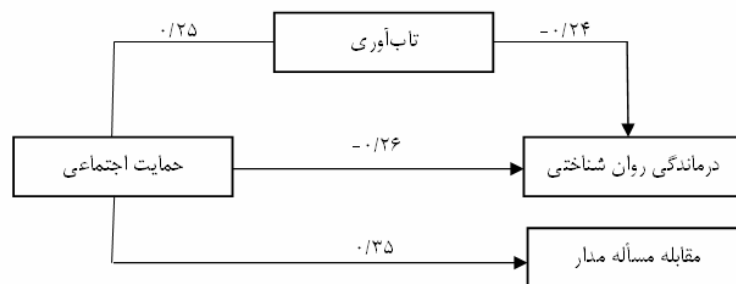 ۰/۲۵
تاب‌آوری
-۰/۲۴
حمایت اجتماعی
-۰/۲۶
درماندگی روان شناختی
۰/۳۵
مقابله مسأله مدار